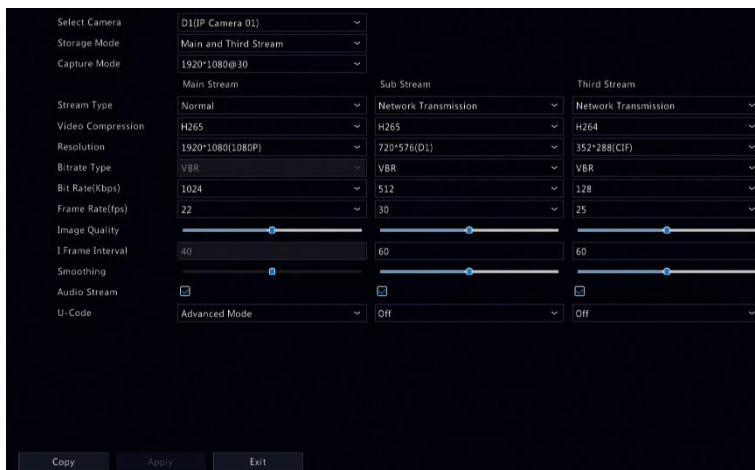 Select Camera D1(IP Camera 01)
Storage Mode Main and Third Stream
Capture Mode 1920*1080@30
Main Stream Sub Stream Third Stream
Stream Type Normal Network Transmission Network Transmission
Video Compression H265 H265 H264
Resolution 1920*1080(1080P) 720*576(D1) 352*288(CIF)
Bitrate Type VBR VBR VBR
Bit Rate(Kbps) 1024 512 128
Frame Rate(fps) 22 30 25
Image Quality
I Frame Interval 40 60 60
Smoothing
Audio Stream
U-Code Advanced Mode Off Off
Copy Apply Exit